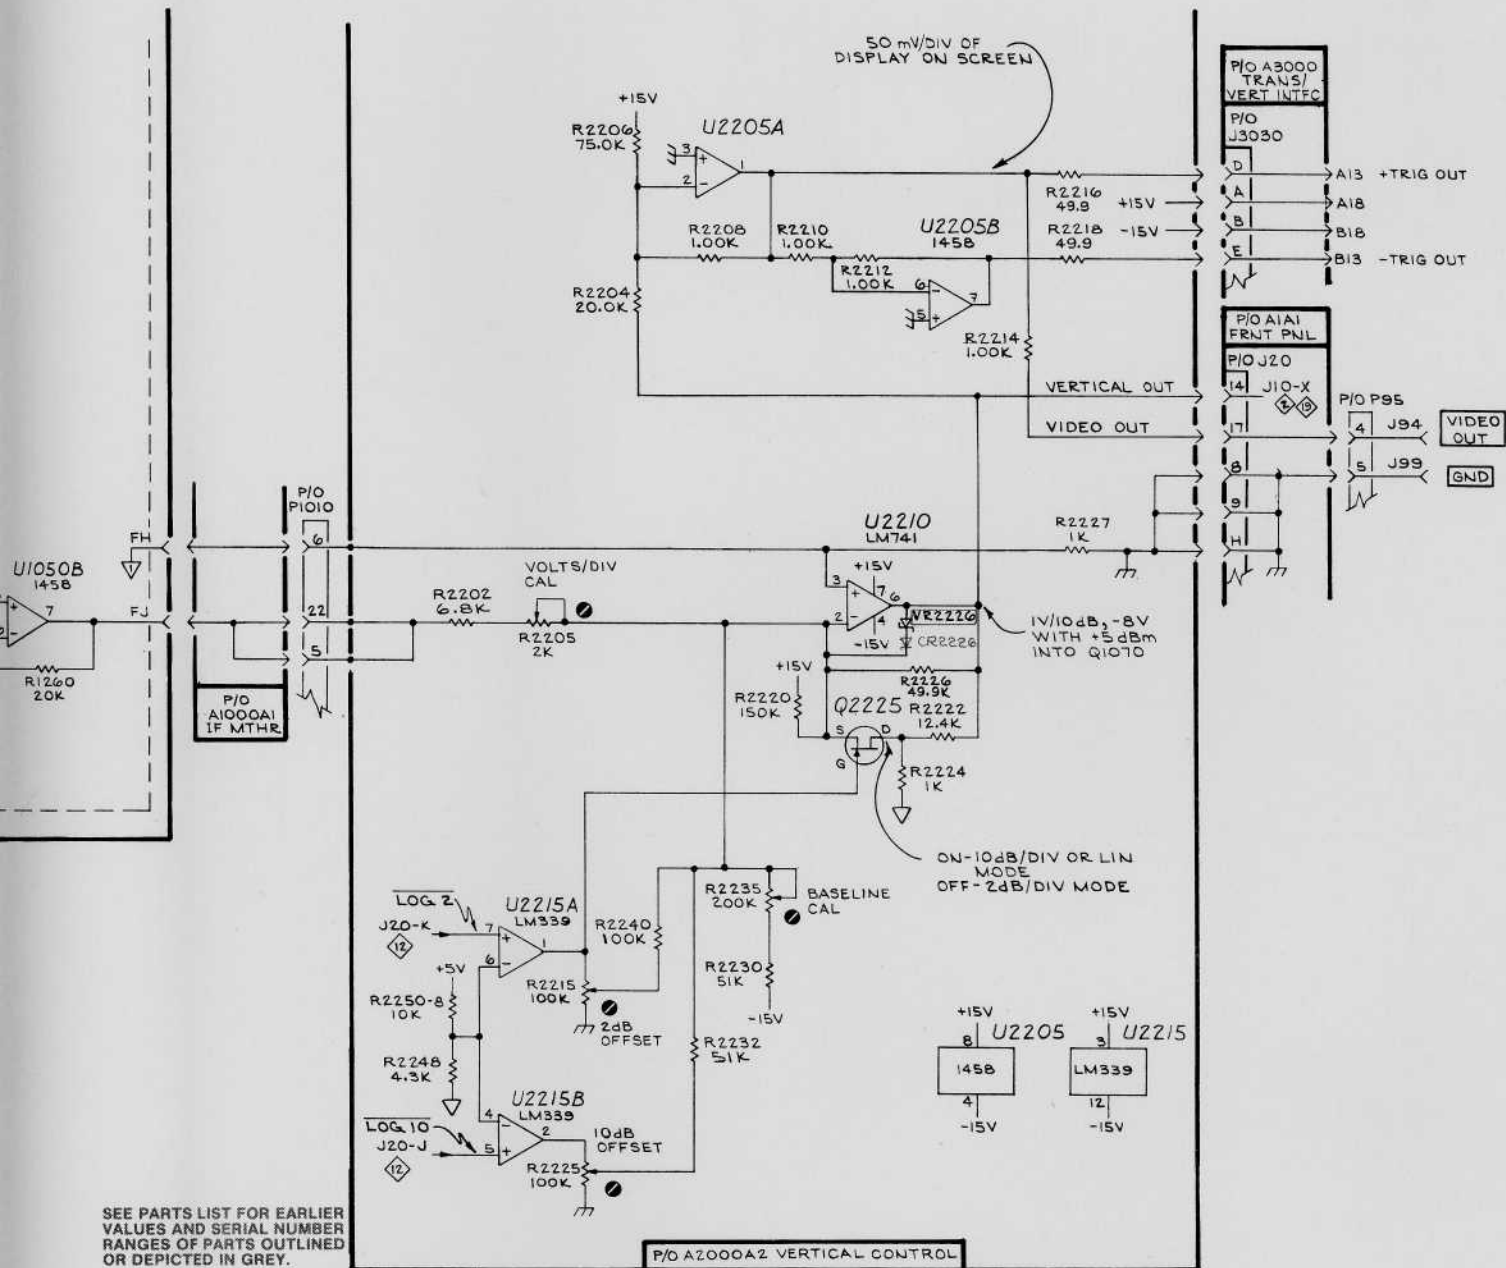 50 mV/DIV OF
DISPLAY ON SCREEN
P/O A3000
TRANS/
VERT INTFC
P/O
J3030
+15V
R2206
75.0K
U2205A
3
+
2
-
1
D
A13 +TRIG OUT
R2216
49.9
+15V
A
A18
R2208
1.00K
R2210
1.00K
U2205B
1458
R2218
49.9
-15V
B
B18
E
B13 -TRIG OUT
R2212
1.00K
6
-
5
+
7
R2204
20.0K
R2214
1.00K
P/O A1A1
FRNT PNL
P/O J20
VERTICAL OUT
14
J10-X
2
19
P/O P95
VIDEO OUT
17
4
J94
VIDEO
OUT
8
5
J99
GND
9
H
P/O
P1010
FH
1
6
U2210
LM741
R2227
1K
U1050B
1458
+
-
7
FJ
22
5
R2202
6.8K
VOLTS/DIV
CAL
R2205
2K
+15V
3
+
7
6
2
-
4
-15V
VR2226
CR2226
1V/10dB, -8V
WITH +5dBm
INTO Q1070
R1260
20K
P/O
A1000A1
IF MTHR
+15V
R2220
150K
R2226
49.9K
Q2225
R2222
12.4K
S
D
G
R2224
1K
ON-10dB/DIV OR LIN
MODE
OFF-2dB/DIV MODE
LOG 2
J20-K
12
U2215A
LM339
7
+
6
-
1
R2240
100K
R2235
200K
BASELINE
CAL
+5V
R2250-8
10K
R2215
100K
2dB
OFFSET
R2230
51K
-15V
R2248
4.3K
R2232
51K
+15V
8
U2205
1458
4
-15V
+15V
3
U2215
LM339
12
-15V
U2215B
LM339
LOG 10
J20-J
12
4
-
5
+
2
10dB
OFFSET
R2225
100K
SEE PARTS LIST FOR EARLIER
VALUES AND SERIAL NUMBER
RANGES OF PARTS OUTLINED
OR DEPICTED IN GREY.
P/O A2000A2 VERTICAL CONTROL